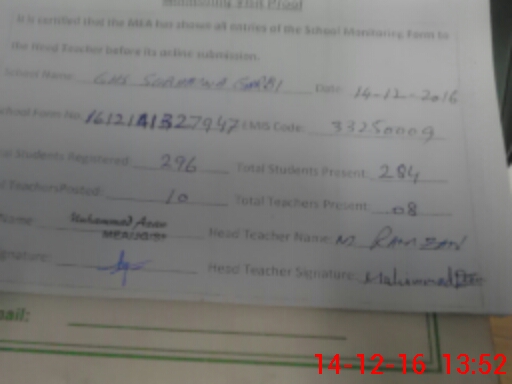 Monitoring Visit Proof
It is certified that the MEA has shown all entries of the School Monitoring Form to
the Head Teacher before its online submission.
School Name: GHS Date: 14-12-2016
School Form No. EMIS Code: 33250009
Students Registered: 296 Total Students Present: 284
Teachers Posted: 10 Total Teachers Present: 08
Name: Muhammad Head Teacher Name: M RAMZAN
Signature: Head Teacher Signature: Muhammad
ail:
14-12-16 13:52